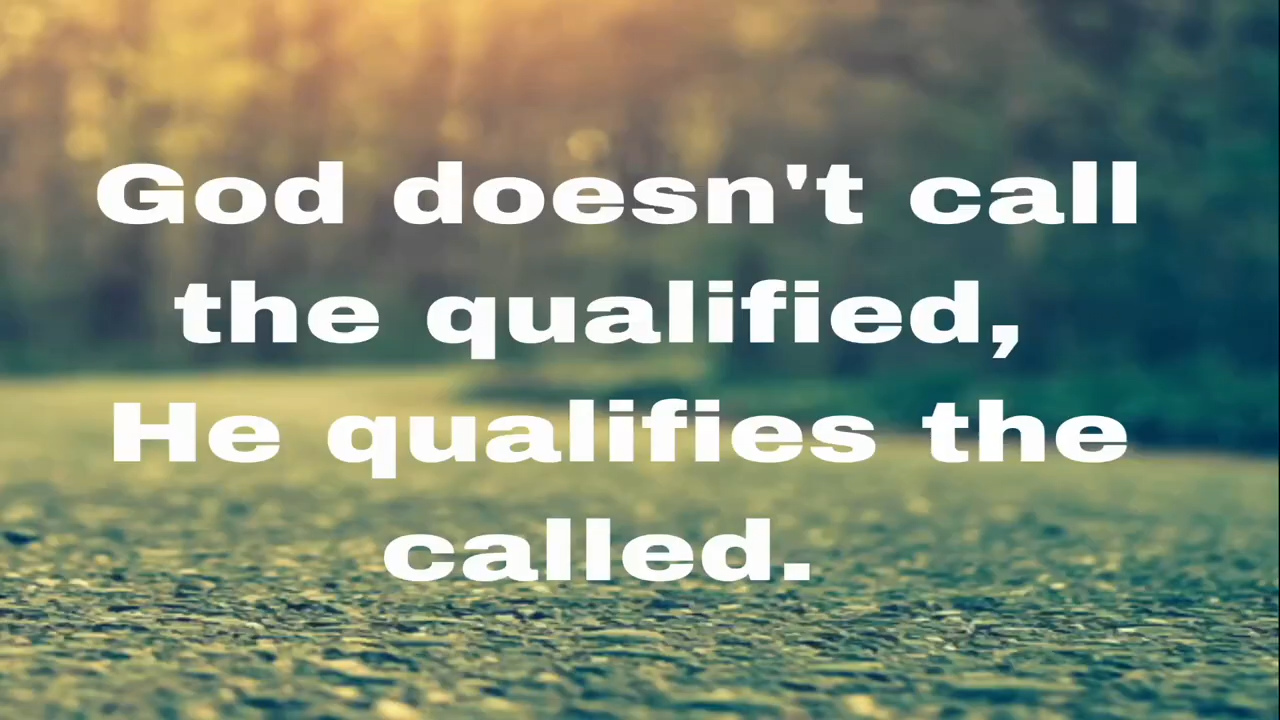 God doesn't call
the qualified,
He qualifies the
called.